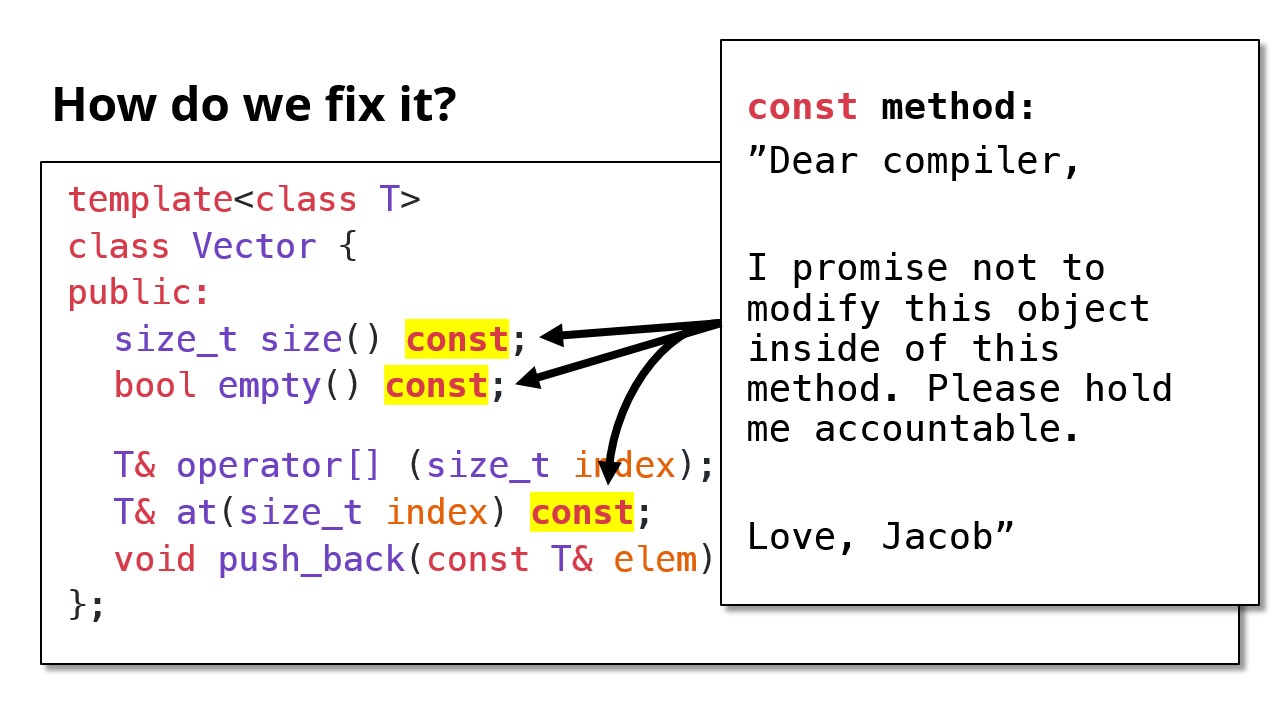 How do we fix it?
template<class T>
class Vector {
public:
size_t size() const;
bool empty() const;
T& operator[] (size_t index);
T& at(size_t index) const;
void push_back(const T& elem)
};
const method:
”Dear compiler,
I promise not to
modify this object
inside of this
method. Please hold
me accountable.
Love, Jacob”